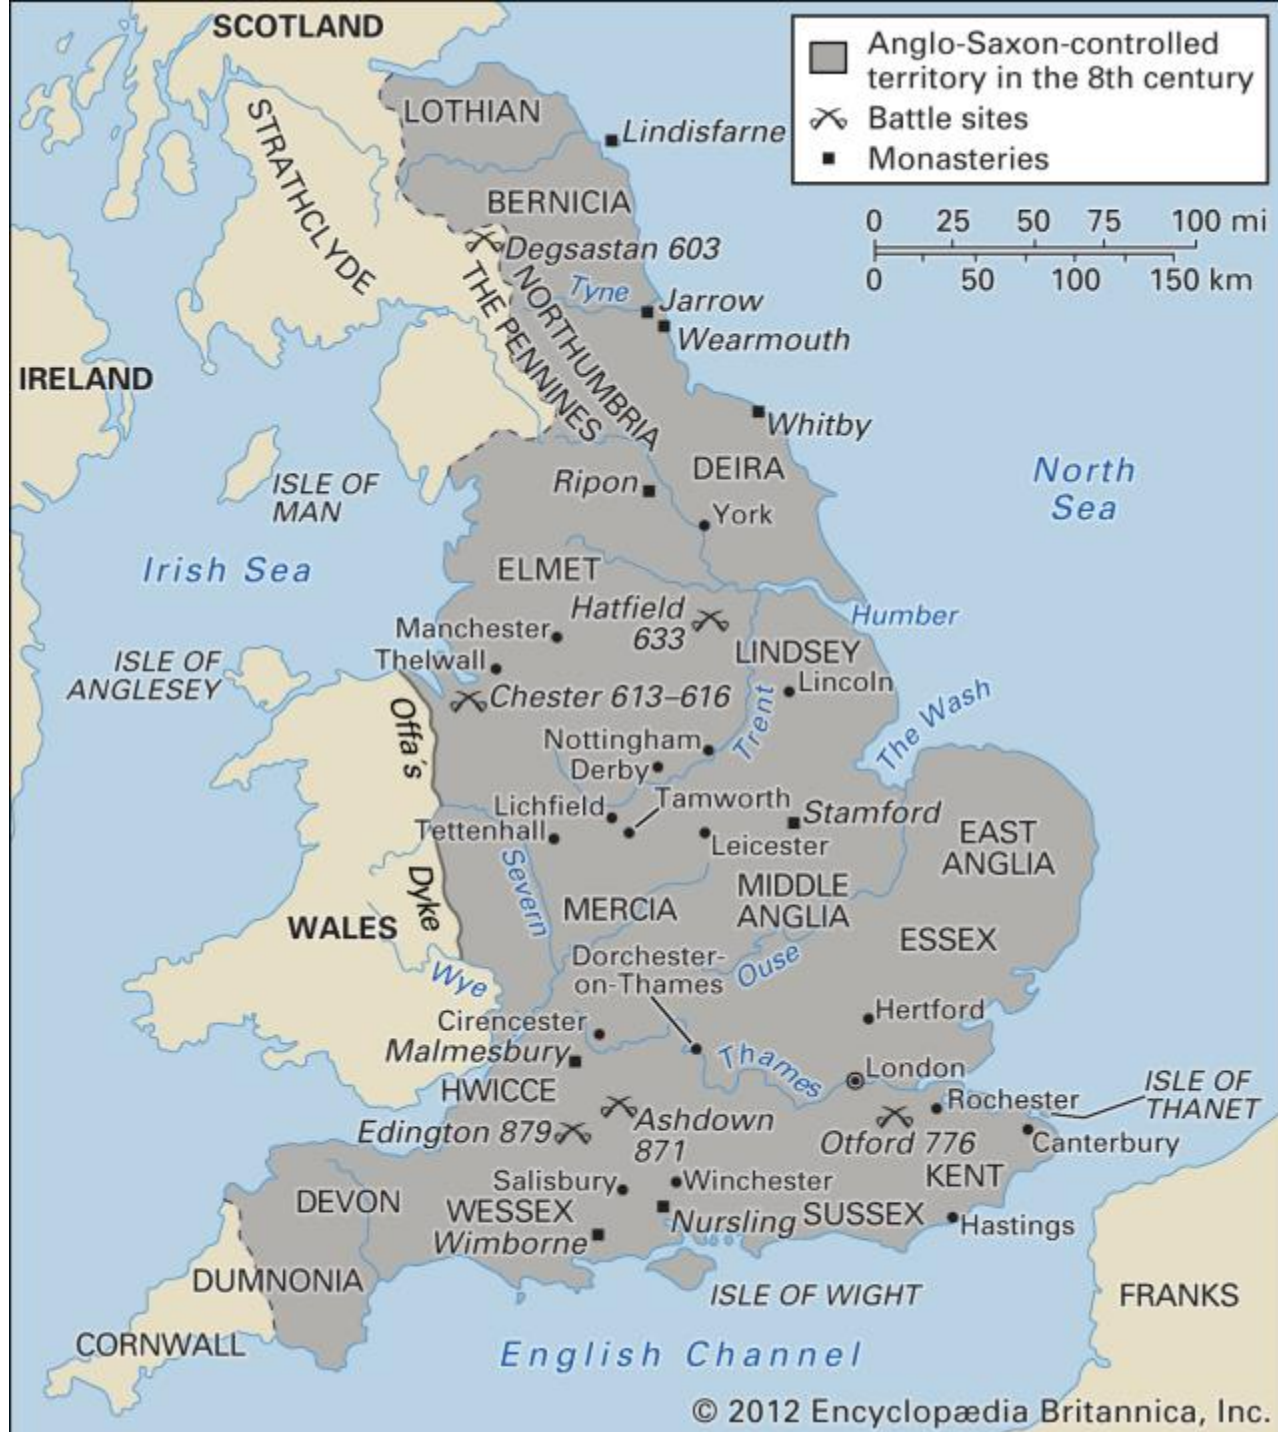 SCOTLAND
Anglo-Saxon-controlled
territory in the 8th century
Battle sites
Monasteries
0 25 50 75 100 mi
0 50 100 150 km
LOTHIAN
Lindisfarne
STRATHCLYDE
BERNICIA
Degsastan 603
THE PENNINES
NORTHUMBRIA
Tyne
Jarrow
Wearmouth
IRELAND
Whitby
DEIRA
North
Sea
ISLE OF
MAN
Ripon
York
Irish Sea
ELMET
Hatfield
633
Humber
Manchester
Thelwall
LINDSEY
ISLE OF
ANGLESEY
Lincoln
Chester 613–616
Offa's
Dyke
Trent
The Wash
Nottingham
Derby
Lichfield
Tamworth
Stamford
Tettenhall
Leicester
EAST
ANGLIA
Severn
MIDDLE
ANGLIA
MERCIA
WALES
ESSEX
Dorchester-
on-Thames
Ouse
Wye
Cirencester
Hertford
Malmesbury
Thames
London
HWICCE
Rochester
ISLE OF
THANET
Edington 879
Ashdown
871
Otford 776
Canterbury
Salisbury
Winchester
KENT
DEVON
WESSEX
Nursling
SUSSEX
Hastings
Wimborne
DUMNONIA
ISLE OF WIGHT
FRANKS
CORNWALL
English Channel
© 2012 Encyclopædia Britannica, Inc.